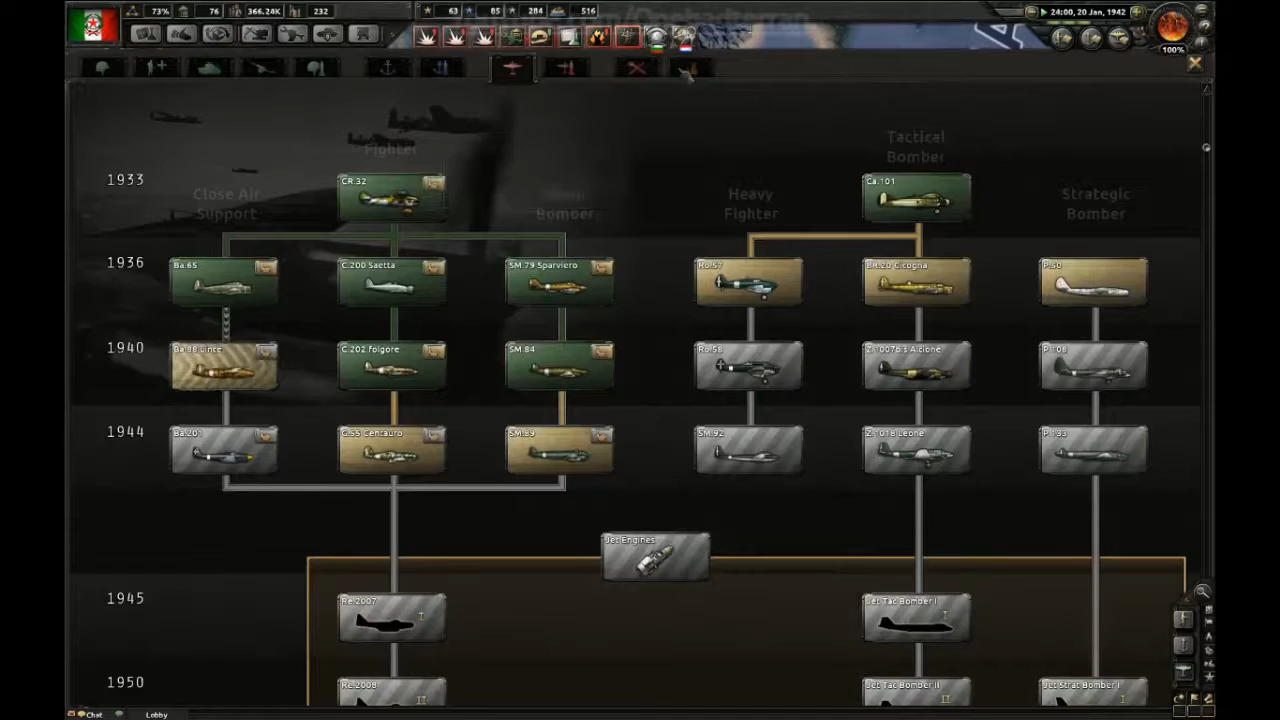 73% 76 366.24K 232 63 85 284 516 24:00, 20 Jan, 1942
100%
Fighter
Tactical
Bomber
1933
CR.32
Ca.101
Close Air
Support
Bomber
Heavy
Fighter
Strategic
Bomber
1936
Ba.65
C.200 Saetta
SM.79 Sparviero
Ro.57
BR.20 Cicogna
P.50
1940
Ba.88 Lince
C.202 folgore
SM.84
Ro.58
Z.1007bis Alcione
P 108
1944
Ba.201
G.55 Centauro
SM.89
SM.92
Z.1018 Leone
P 133
Jet Engines
1945
Re.2007
I
Jet Tac Bomber I
I
1950
Re.2008
II
Jet Tac Bomber II
II
Jet Strat Bomber I
I
Chat
Lobby